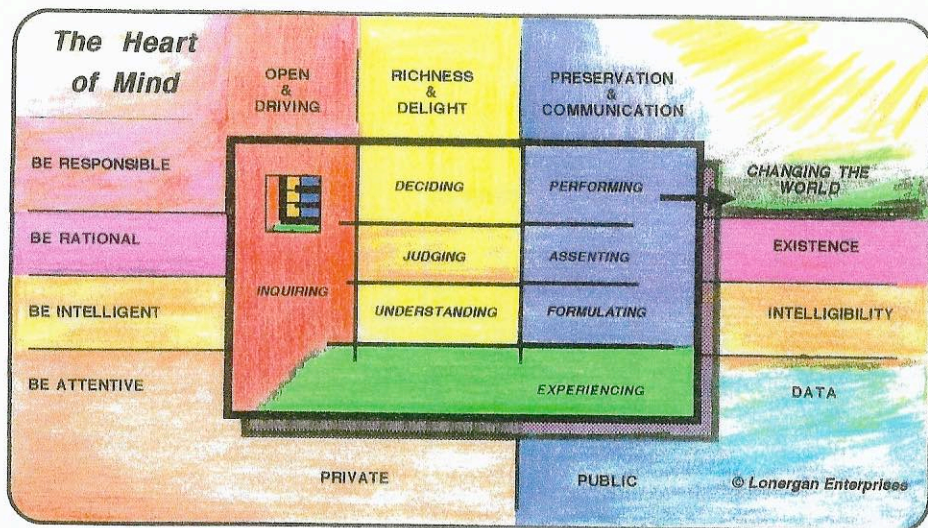 The Heart
of Mind
OPEN
&
DRIVING
RICHNESS
&
DELIGHT
PRESERVATION
&
COMMUNICATION
BE RESPONSIBLE
DECIDING
PERFORMING
CHANGING THE
WORLD
BE RATIONAL
JUDGING
ASSENTING
EXISTENCE
INQUIRING
BE INTELLIGENT
UNDERSTANDING
FORMULATING
INTELLIGIBILITY
BE ATTENTIVE
EXPERIENCING
DATA
PRIVATE
PUBLIC
© Lonergan Enterprises